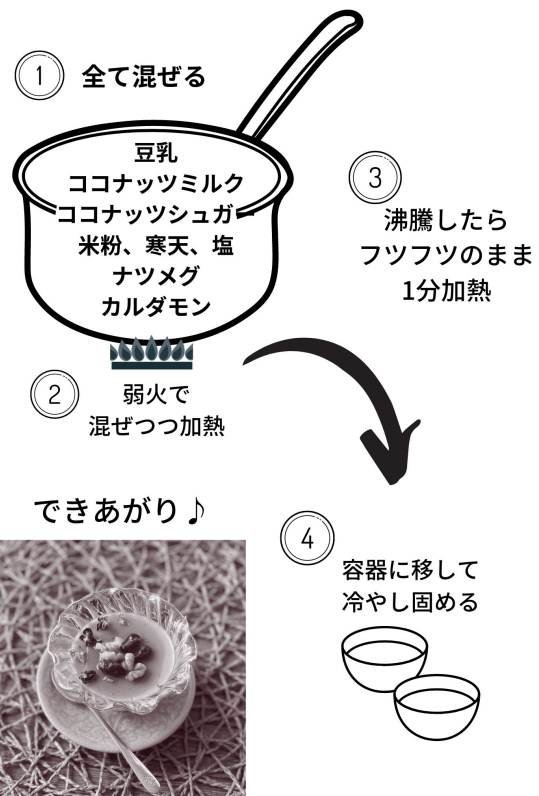 1 全て混ぜる
豆乳
ココナッツミルク
ココナッツシュガー
米粉、寒天、塩
ナツメグ
カルダモン
2 弱火で
混ぜつつ加熱
3
沸騰したら
フツフツのまま
1分加熱
4
容器に移して
冷やし固める
できあがり♪